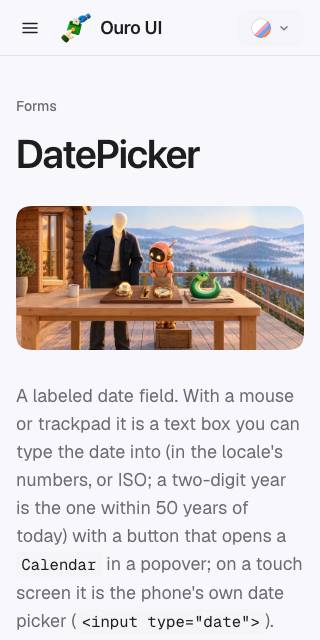 Ouro UI
Forms
DatePicker
A labeled date field. With a mouse
or trackpad it is a text box you can
type the date into (in the locale's
numbers, or ISO; a two-digit year
is the one within 50 years of
today) with a button that opens a
Calendar in a popover; on a touch
screen it is the phone's own date
picker ( <input type="date"> ).